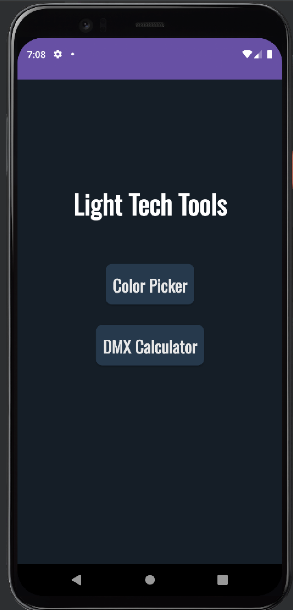 7:08
Light Tech Tools
Color Picker
DMX Calculator